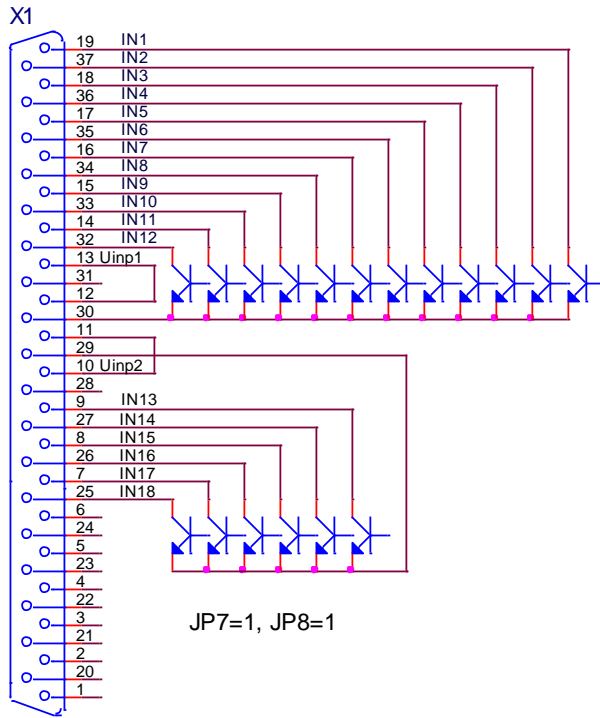 X1
19 IN1
37 IN2
18 IN3
36 IN4
17 IN5
35 IN6
16 IN7
34 IN8
15 IN9
33 IN10
14 IN11
32 IN12
13 Uinp1
31
12
30
11
29
10 Uinp2
28
9 IN13
27 IN14
8 IN15
26 IN16
7 IN17
25 IN18
6
24
5
23
4
22
3
21
2
20
1
JP7=1, JP8=1